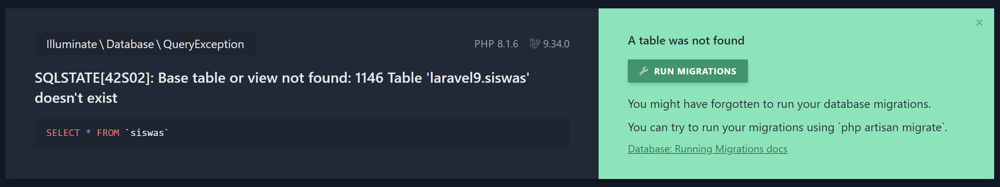 Illuminate\Database\QueryException
PHP 8.1.6 9.34.0
SQLSTATE[42S02]: Base table or view not found: 1146 Table 'laravel9.siswas'
doesn't exist
SELECT * FROM `siswas`
A table was not found
RUN MIGRATIONS
You might have forgotten to run your database migrations.
You can try to run your migrations using `php artisan migrate`.
Database: Running Migrations docs